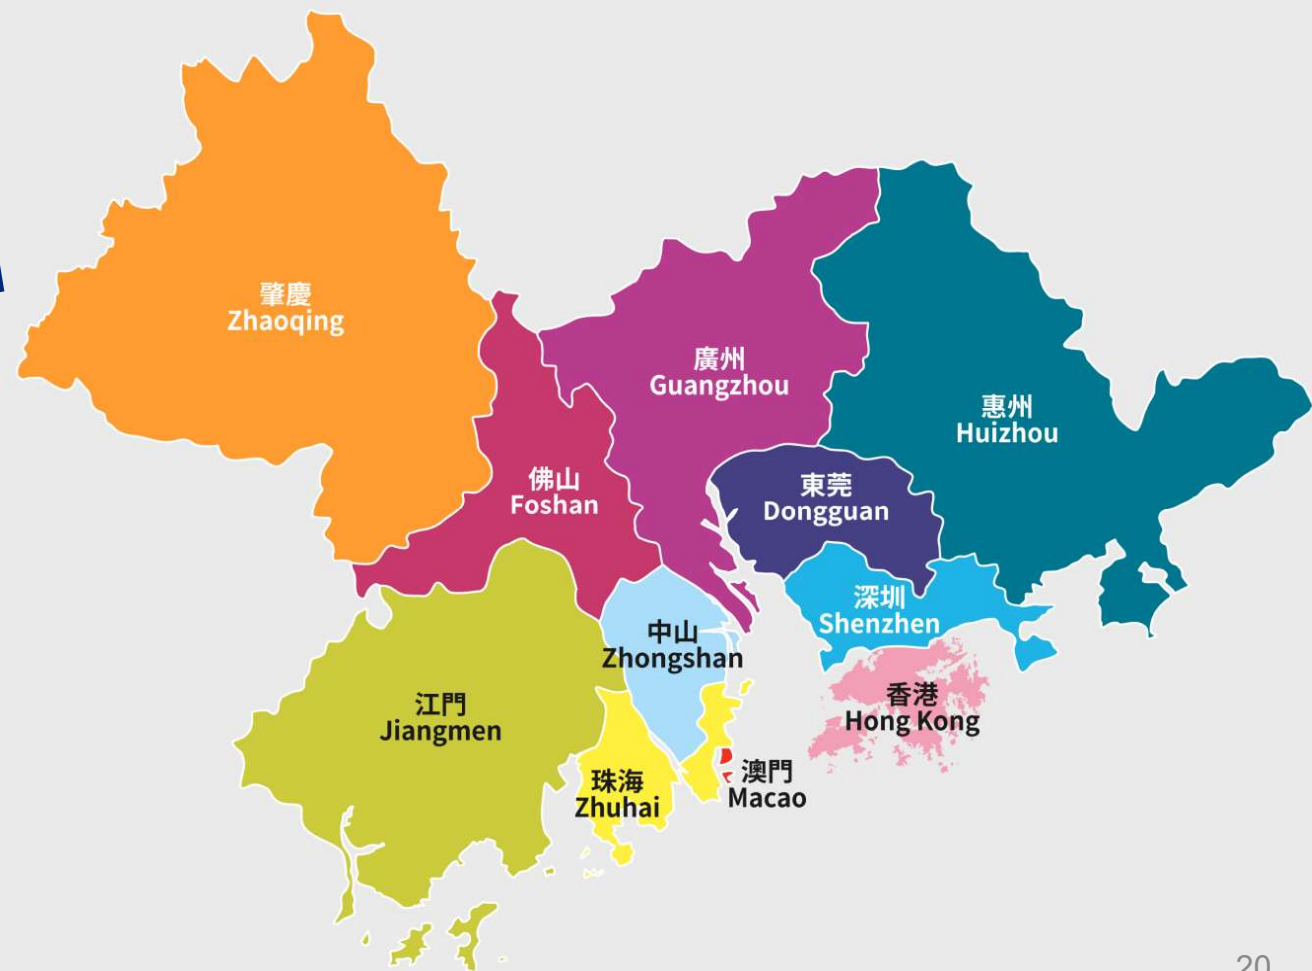 肇慶
Zhaoqing
廣州
Guangzhou
惠州
Huizhou
佛山
Foshan
東莞
Dongguan
深圳
Shenzhen
中山
Zhongshan
江門
Jiangmen
香港
Hong Kong
珠海
Zhuhai
澳門
Macao
20